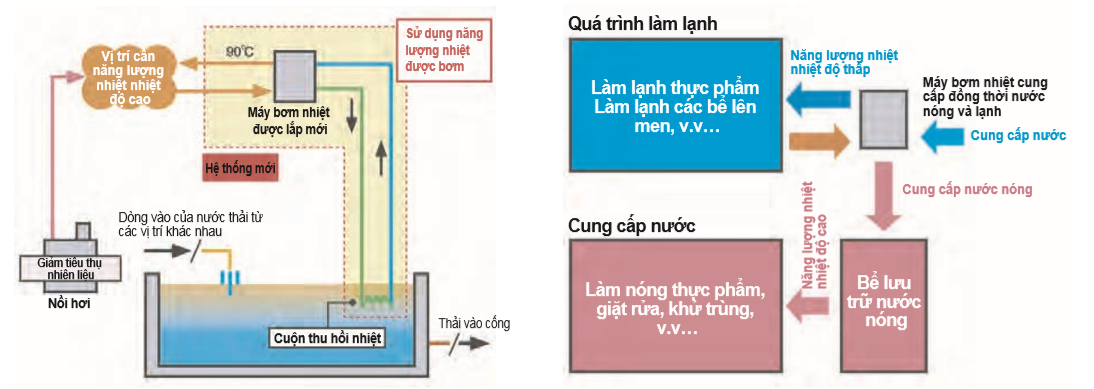 Vị trí cần
năng lượng
nhiệt nhiệt
độ cao
90°C
Máy bơm nhiệt
được lắp mới
Sử dụng năng
lượng nhiệt
được bơm
Hệ thống mới
Dòng vào của nước thải từ
các vị trí khác nhau
Giảm tiêu thụ
nhiên liệu
Nồi hơi
Cuộn thu hồi nhiệt
Thải vào cống
Quá trình làm lạnh
Làm lạnh thực phẩm
Làm lạnh các bể lên
men, v.v...
Năng lượng nhiệt
nhiệt độ thấp
Máy bơm nhiệt cung
cấp đồng thời nước
nóng và lạnh
Cung cấp nước
Cung cấp nước nóng
Cung cấp nước
Làm nóng thực phẩm,
giặt rửa, khử trùng,
v.v...
Năng lượng nhiệt
nhiệt độ cao
Bể lưu
trữ nước
nóng